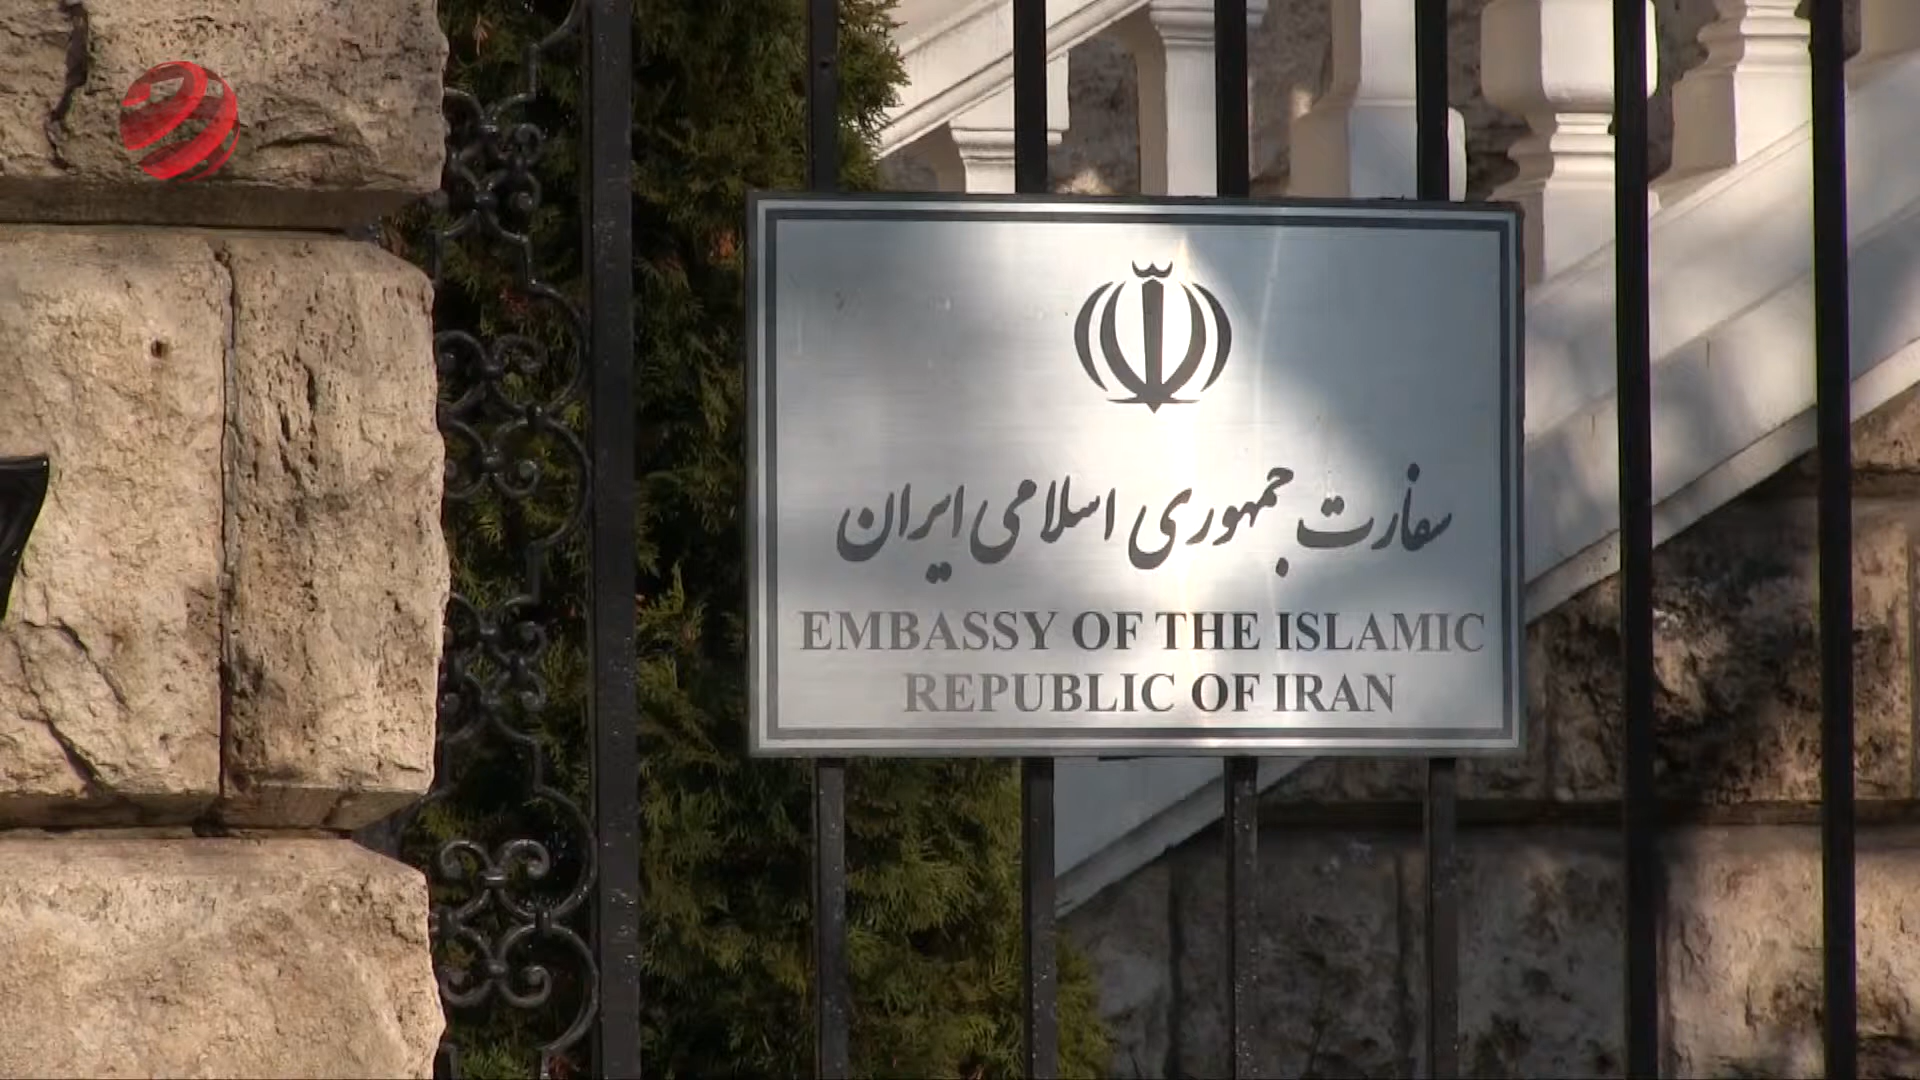 سفارت جمهوری اسلامی ایران
EMBASSY OF THE ISLAMIC
REPUBLIC OF IRAN